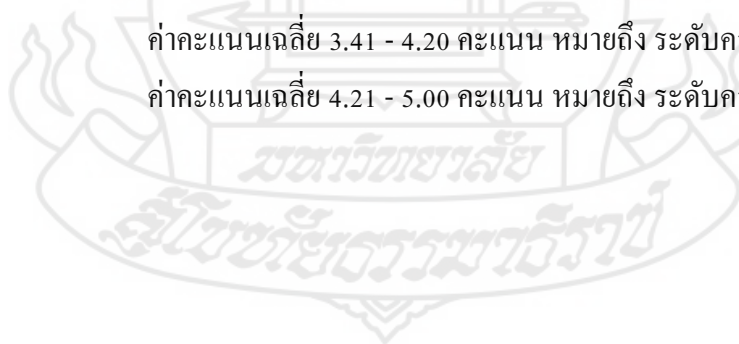 ค่าคะแนนเฉลี่ย 3.41 - 4.20 คะแนน หมายถึง ระดับ
ค่าคะแนนเฉลี่ย 4.21 - 5.00 คะแนน หมายถึง ระดับ
มหาวิทยาลัย
สุโขทัยธรรมาธิราช